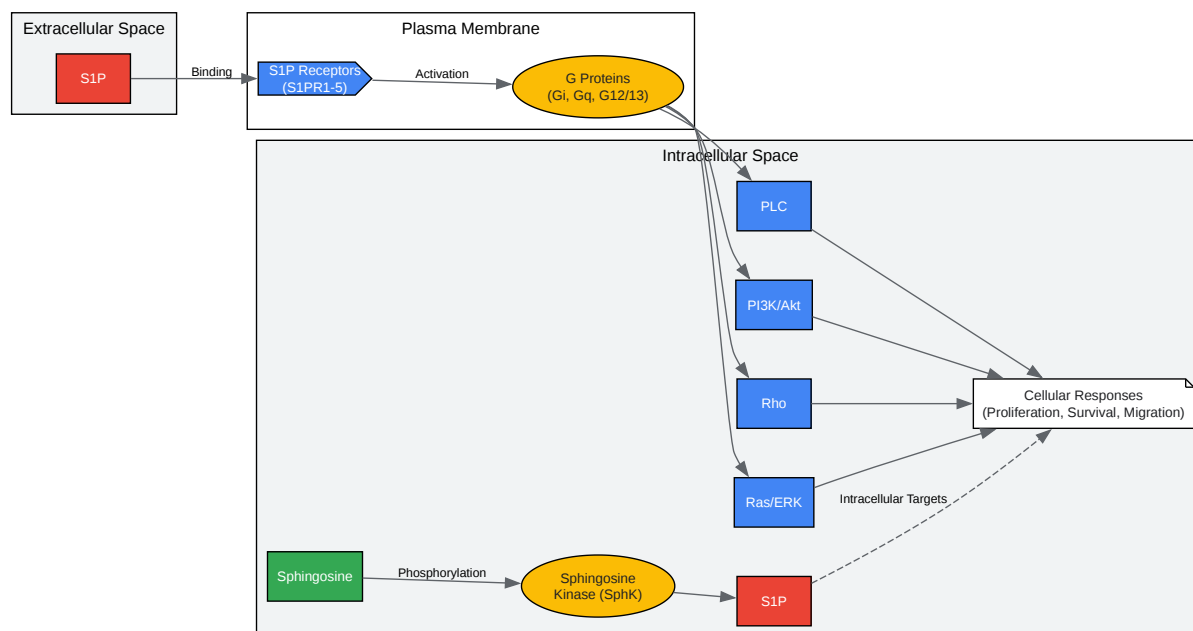 Extracellular Space
S1P
Binding
Plasma Membrane
S1P Receptors
(S1PR1-5)
Activation
G Proteins
(Gi, Gq, G12/13)
Intracellular Space
PLC
PI3K/Akt
Rho
Ras/ERK
Cellular Responses
(Proliferation, Survival, Migration)
Intracellular Targets
Sphingosine
Phosphorylation
Sphingosine
Kinase (SphK)
S1P